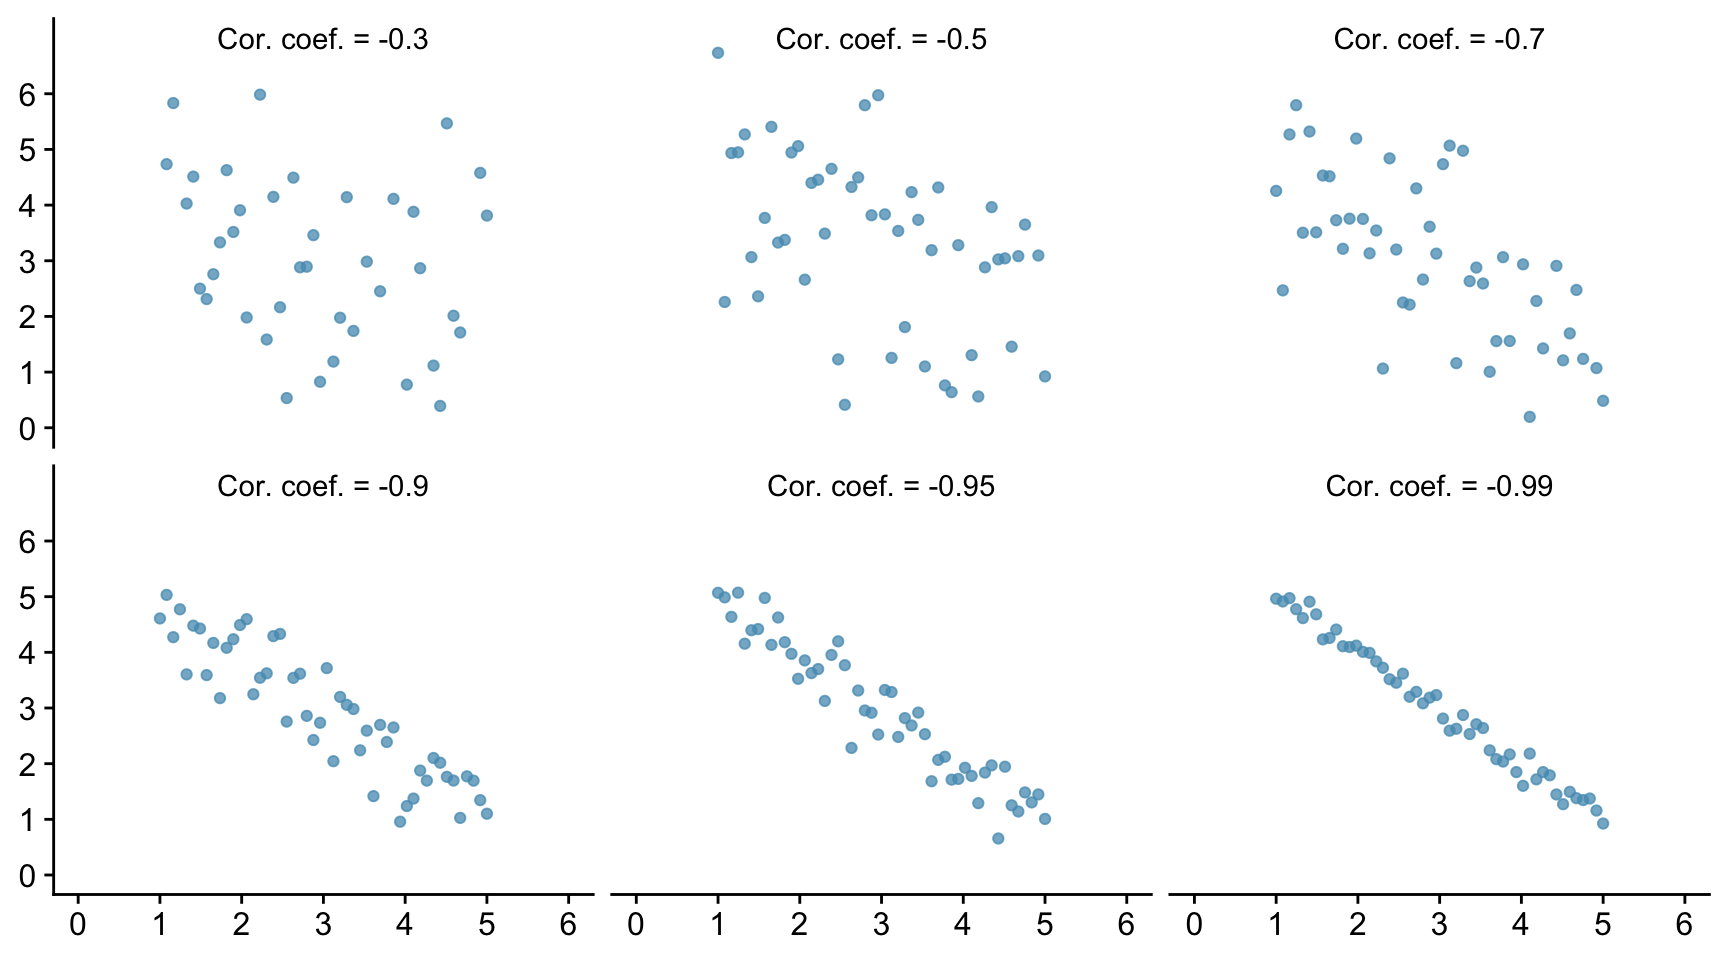 Cor. coef. = -0.3
Cor. coef. = -0.5
Cor. coef. = -0.7
6
5
4
3
2
1
0
Cor. coef. = -0.9
Cor. coef. = -0.95
Cor. coef. = -0.99
6
5
4
3
2
1
0
0 1 2 3 4 5 6
0 1 2 3 4 5 6
0 1 2 3 4 5 6